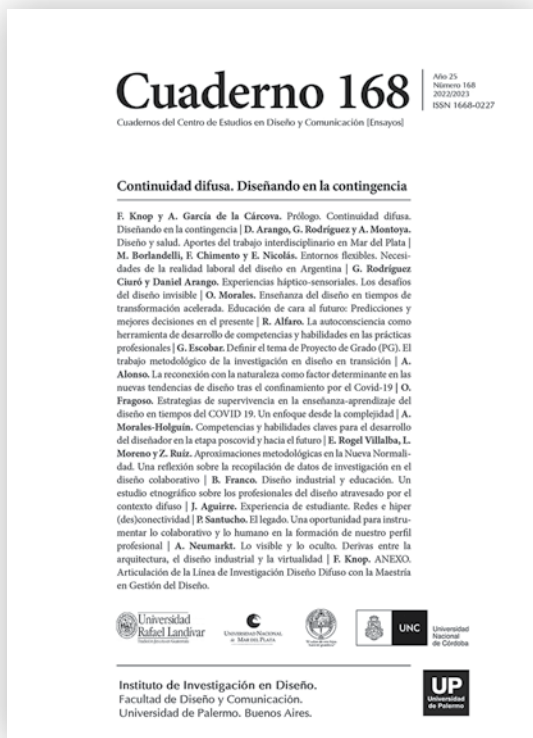 Cuaderno 168
Año 25
Número 168
2022/2023
ISSN 1668-0227
Cuadernos del Centro de Estudios en Diseño y Comunicación [Ensayos]
Continuidad difusa. Diseñando en la contingencia
F. Knop y A. García de la Cárcova. Prólogo. Continuidad difusa.
Diseñando en la contingencia | D. Arango, G. Rodríguez y A. Montoya.
Diseño y salud. Aportes del trabajo interdisciplinario en Mar del Plata |
M. Borlandelli, F. Chimento y E. Nicolás. Entornos flexibles. Necesi-
dades de la realidad laboral del diseño en Argentina | G. Rodríguez
Ciuró y Daniel Arango. Experiencias háptico-sensoriales. Los desafíos
del diseño invisible | O. Morales. Enseñanza del diseño en tiempos de
transformación acelerada. Educación de cara al futuro: Predicciones y
mejores decisiones en el presente | R. Alfaro. La autoconsciencia como
herramienta de desarrollo de competencias y habilidades en las prácticas
profesionales | G. Escobar. Definir el tema de Proyecto de Grado (PG). El
trabajo metodológico de la investigación en diseño en transición | A.
Alonso. La reconexión con la naturaleza como factor determinante en las
nuevas tendencias de diseño tras el confinamiento por el Covid-19 | O.
Fragoso. Estrategias de supervivencia en la enseñanza-aprendizaje del
diseño en tiempos del COVID 19. Un enfoque desde la complejidad | A.
Morales-Holguín. Competencias y habilidades claves para el desarrollo
del diseñador en la etapa poscovid y hacia el futuro | E. Rogel Villalba, L.
Moreno y Z. Ruíz. Aproximaciones metodológicas en la Nueva Normali-
dad. Una reflexión sobre la recopilación de datos de investigación en el
diseño colaborativo | B. Franco. Diseño industrial y educación. Un
estudio etnográfico sobre los profesionales del diseño atravesado por el
contexto difuso | J. Aguirre. Experiencia de estudiante. Redes e hiper
(des)conectividad | P. Santucho. El legado. Una oportunidad para instru-
mentar lo colaborativo y lo humano en la formación de nuestro perfil
profesional | A. Neumarkt. Lo visible y lo oculto. Derivas entre la
arquitectura, el diseño industrial y la virtualidad | F. Knop. ANEXO.
Articulación de la Línea de Investigación Diseño Difuso con la Maestría
en Gestión del Diseño.
Universidad
Rafael Landívar
UNIVERSIDAD NACIONAL
de MAR DEL PLATA
UNC
Universidad
Nacional
de Córdoba
Instituto de Investigación en Diseño.
Facultad de Diseño y Comunicación.
Universidad de Palermo. Buenos Aires.
UP
Universidad
de Palermo